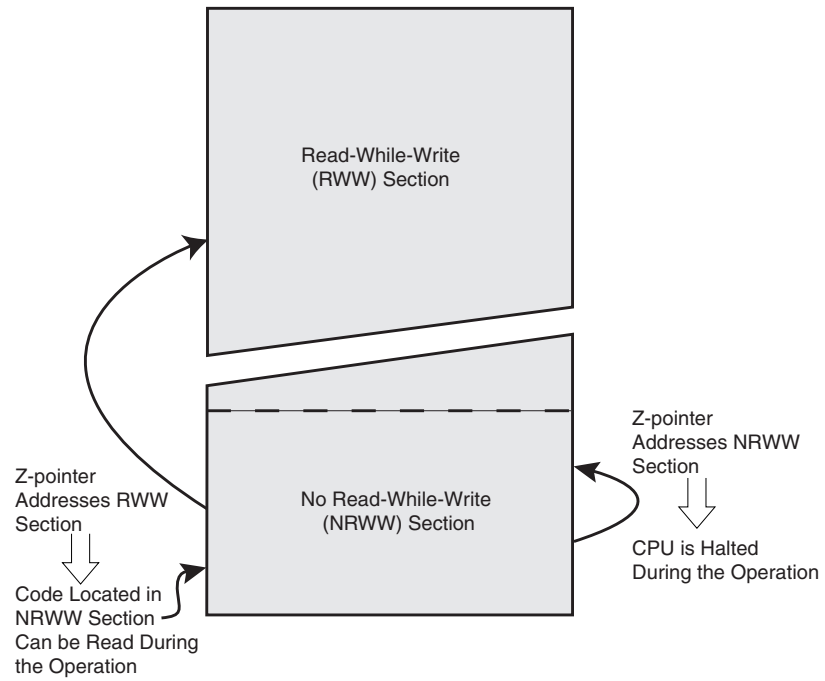 Read-While-Write
(RWW) Section
Z-pointer
Addresses NRWW
Section
CPU is Halted
During the Operation
No Read-While-Write
(NRWW) Section
Z-pointer
Addresses RWW
Section
Code Located in
NRWW Section
Can be Read During
the Operation